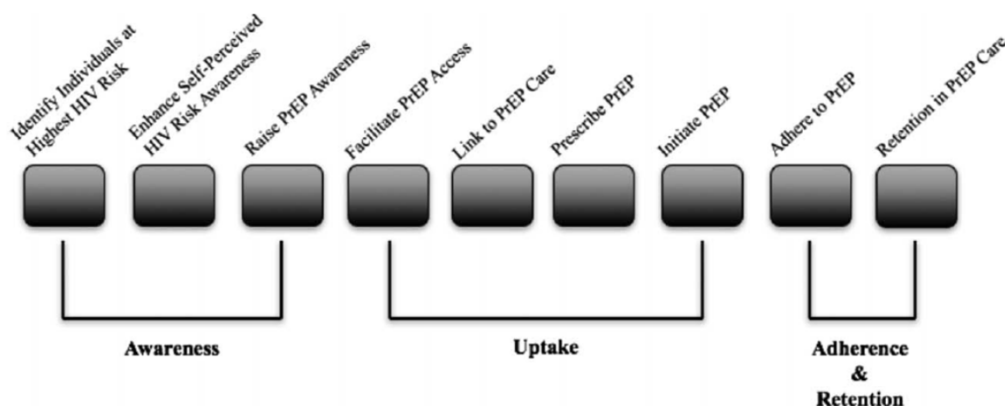 Identify Individuals at
Highest HIV Risk
Enhance Self-Perceived
HIV Risk Awareness
Raise PrEP Awareness
Facilitate PrEP Access
Link to PrEP Care
Prescribe PrEP
Initiate PrEP
Adhere to PrEP
Retention in PrEP Care
Awareness
Uptake
Adherence
&
Retention